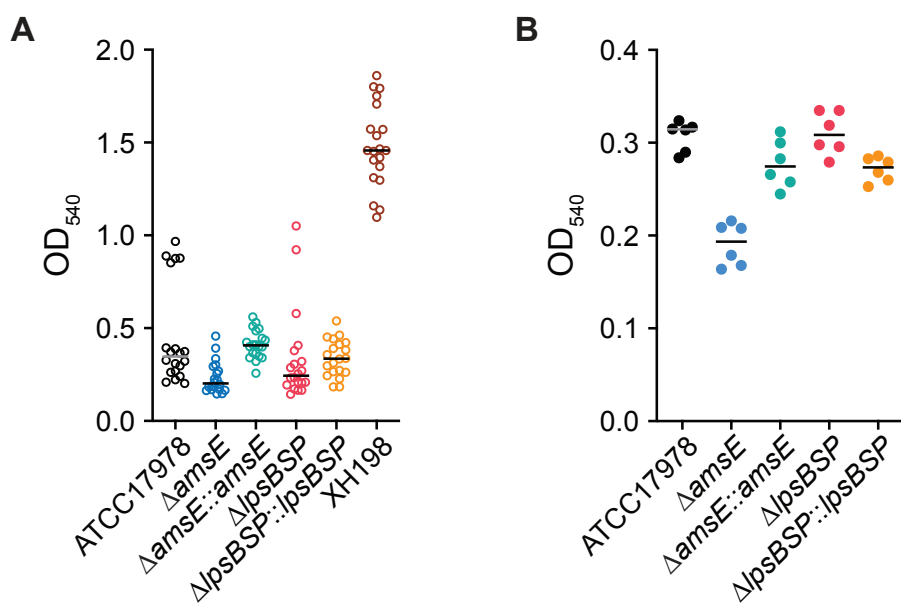 A
OD540
2.0
1.5
1.0
0.5
0.0
ATCC17978
ΔamsE
ΔamsE::amsE
ΔlpsBSP
ΔlpsBSP::lpsBSP
XH198
B
OD540
0.4
0.3
0.2
0.1
0.0
ATCC17978
ΔamsE
ΔamsE::amsE
ΔlpsBSP
ΔlpsBSP::lpsBSP